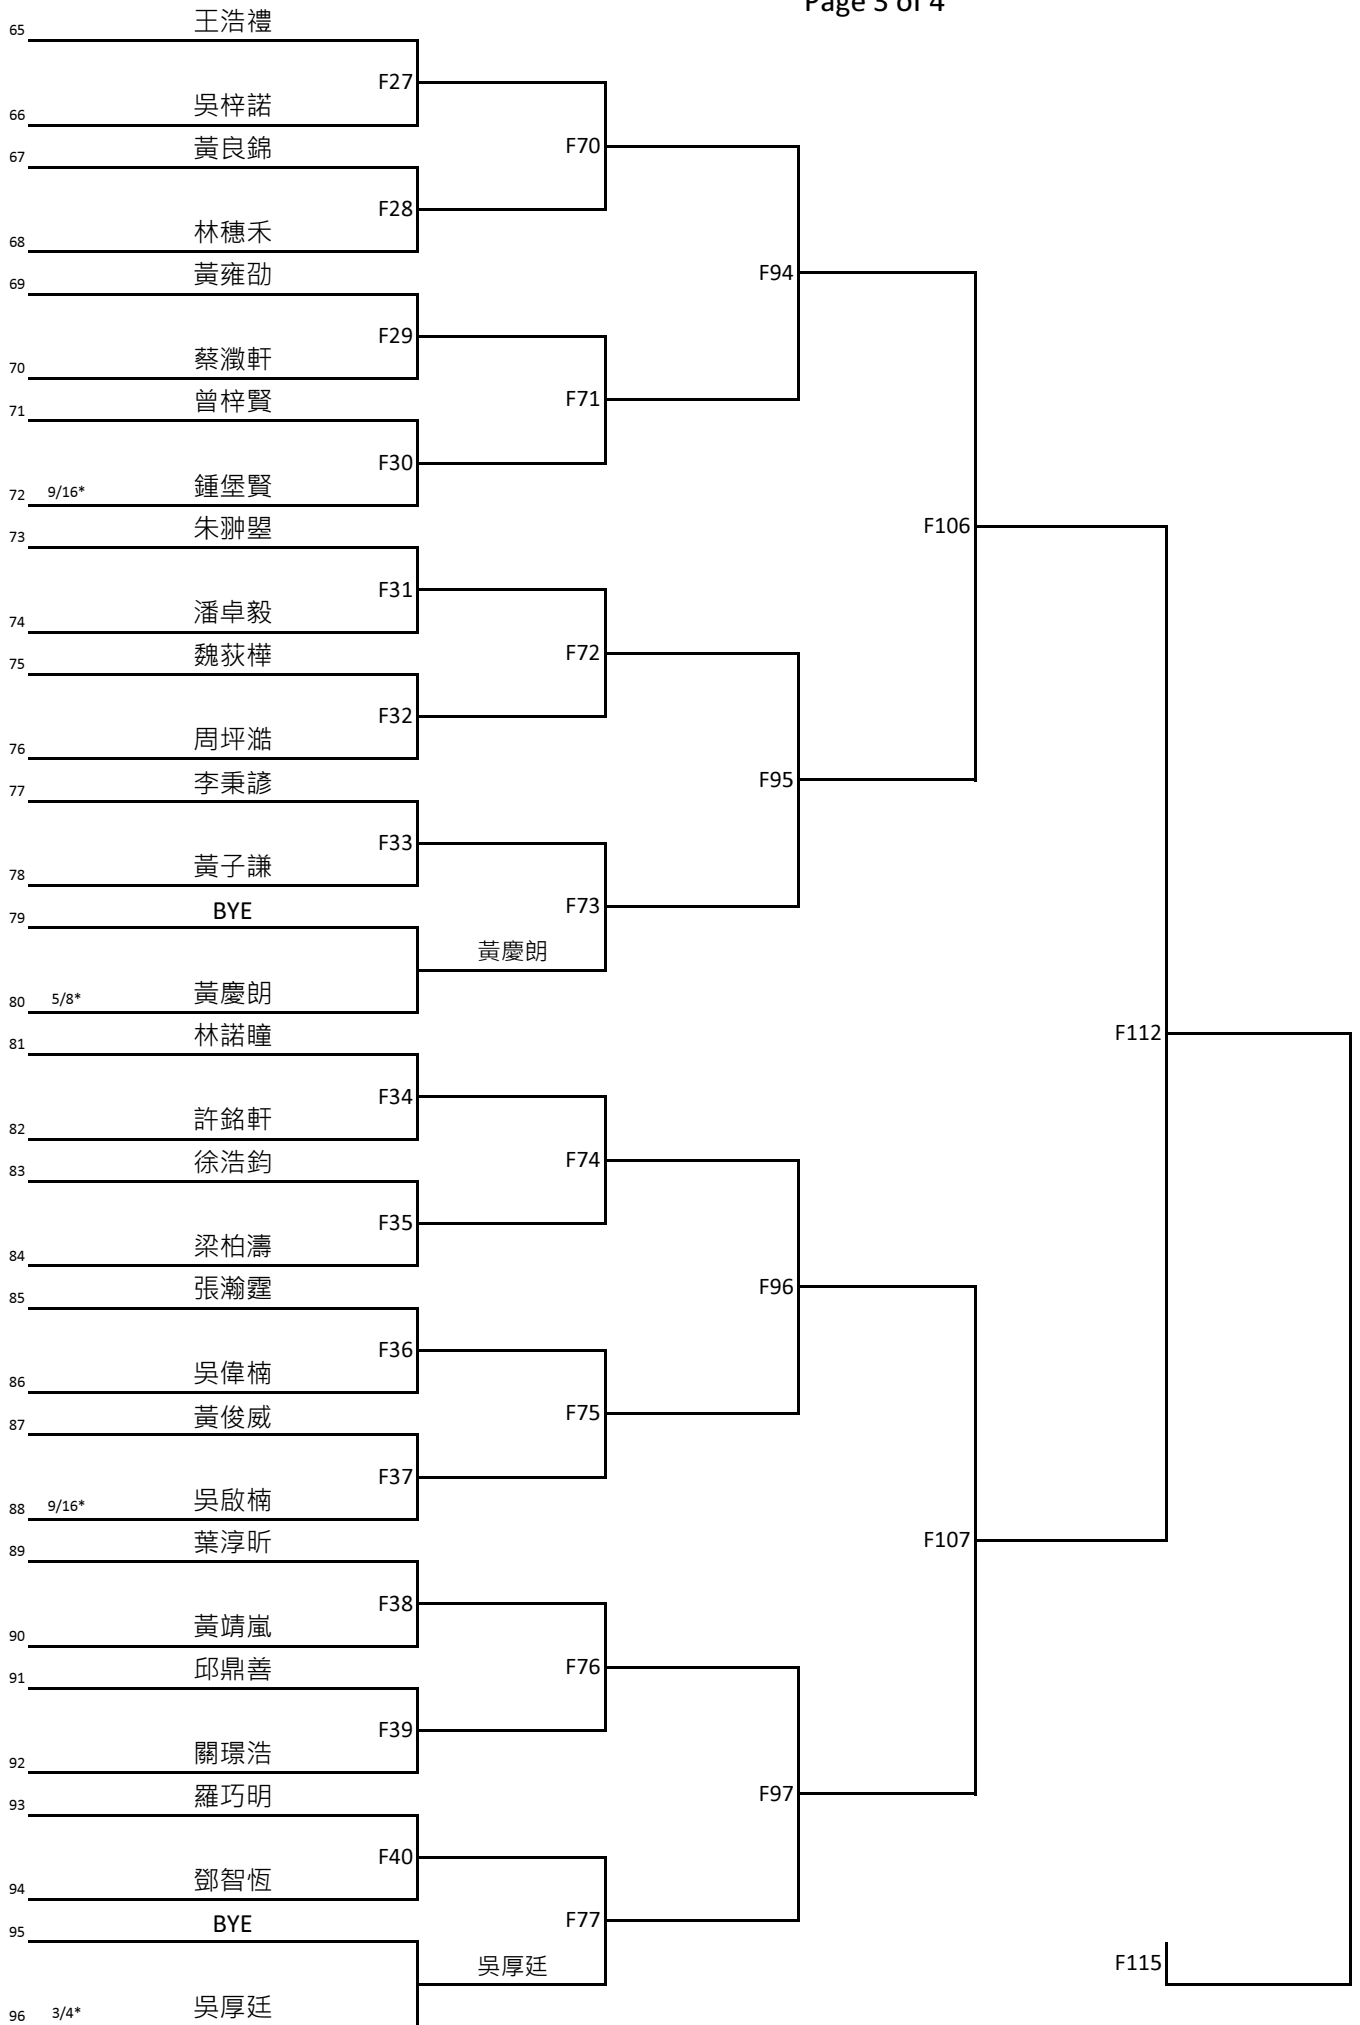 Page 3 of 4
65 王浩禮
F27
66 吳梓諾
F70
67 黃良錦
F28
68 林穗禾
F94
69 黃雍劭
F29
70 蔡瀓軒
F71
71 曾梓賢
F30
72 9/16* 鍾堡賢
F106
73 朱翀曌
F31
74 潘卓毅
F72
75 魏荻樺
F32
76 周坪澔
F95
77 李秉諺
F33
78 黃子謙
F73
79 BYE
黃慶朗
80 5/8* 黃慶朗
F112
81 林諾瞳
F34
82 許銘軒
F74
83 徐浩鈞
F35
84 梁柏濤
F96
85 張瀚霆
F36
86 吳偉楠
F75
87 黃俊威
F37
88 9/16* 吳啟楠
F107
89 葉淳昕
F38
90 黃靖嵐
F76
91 邱鼎善
F39
92 關璟浩
F97
93 羅巧明
F40
94 鄧智恆
F77
95 BYE
吳厚廷
F115
96 3/4* 吳厚廷